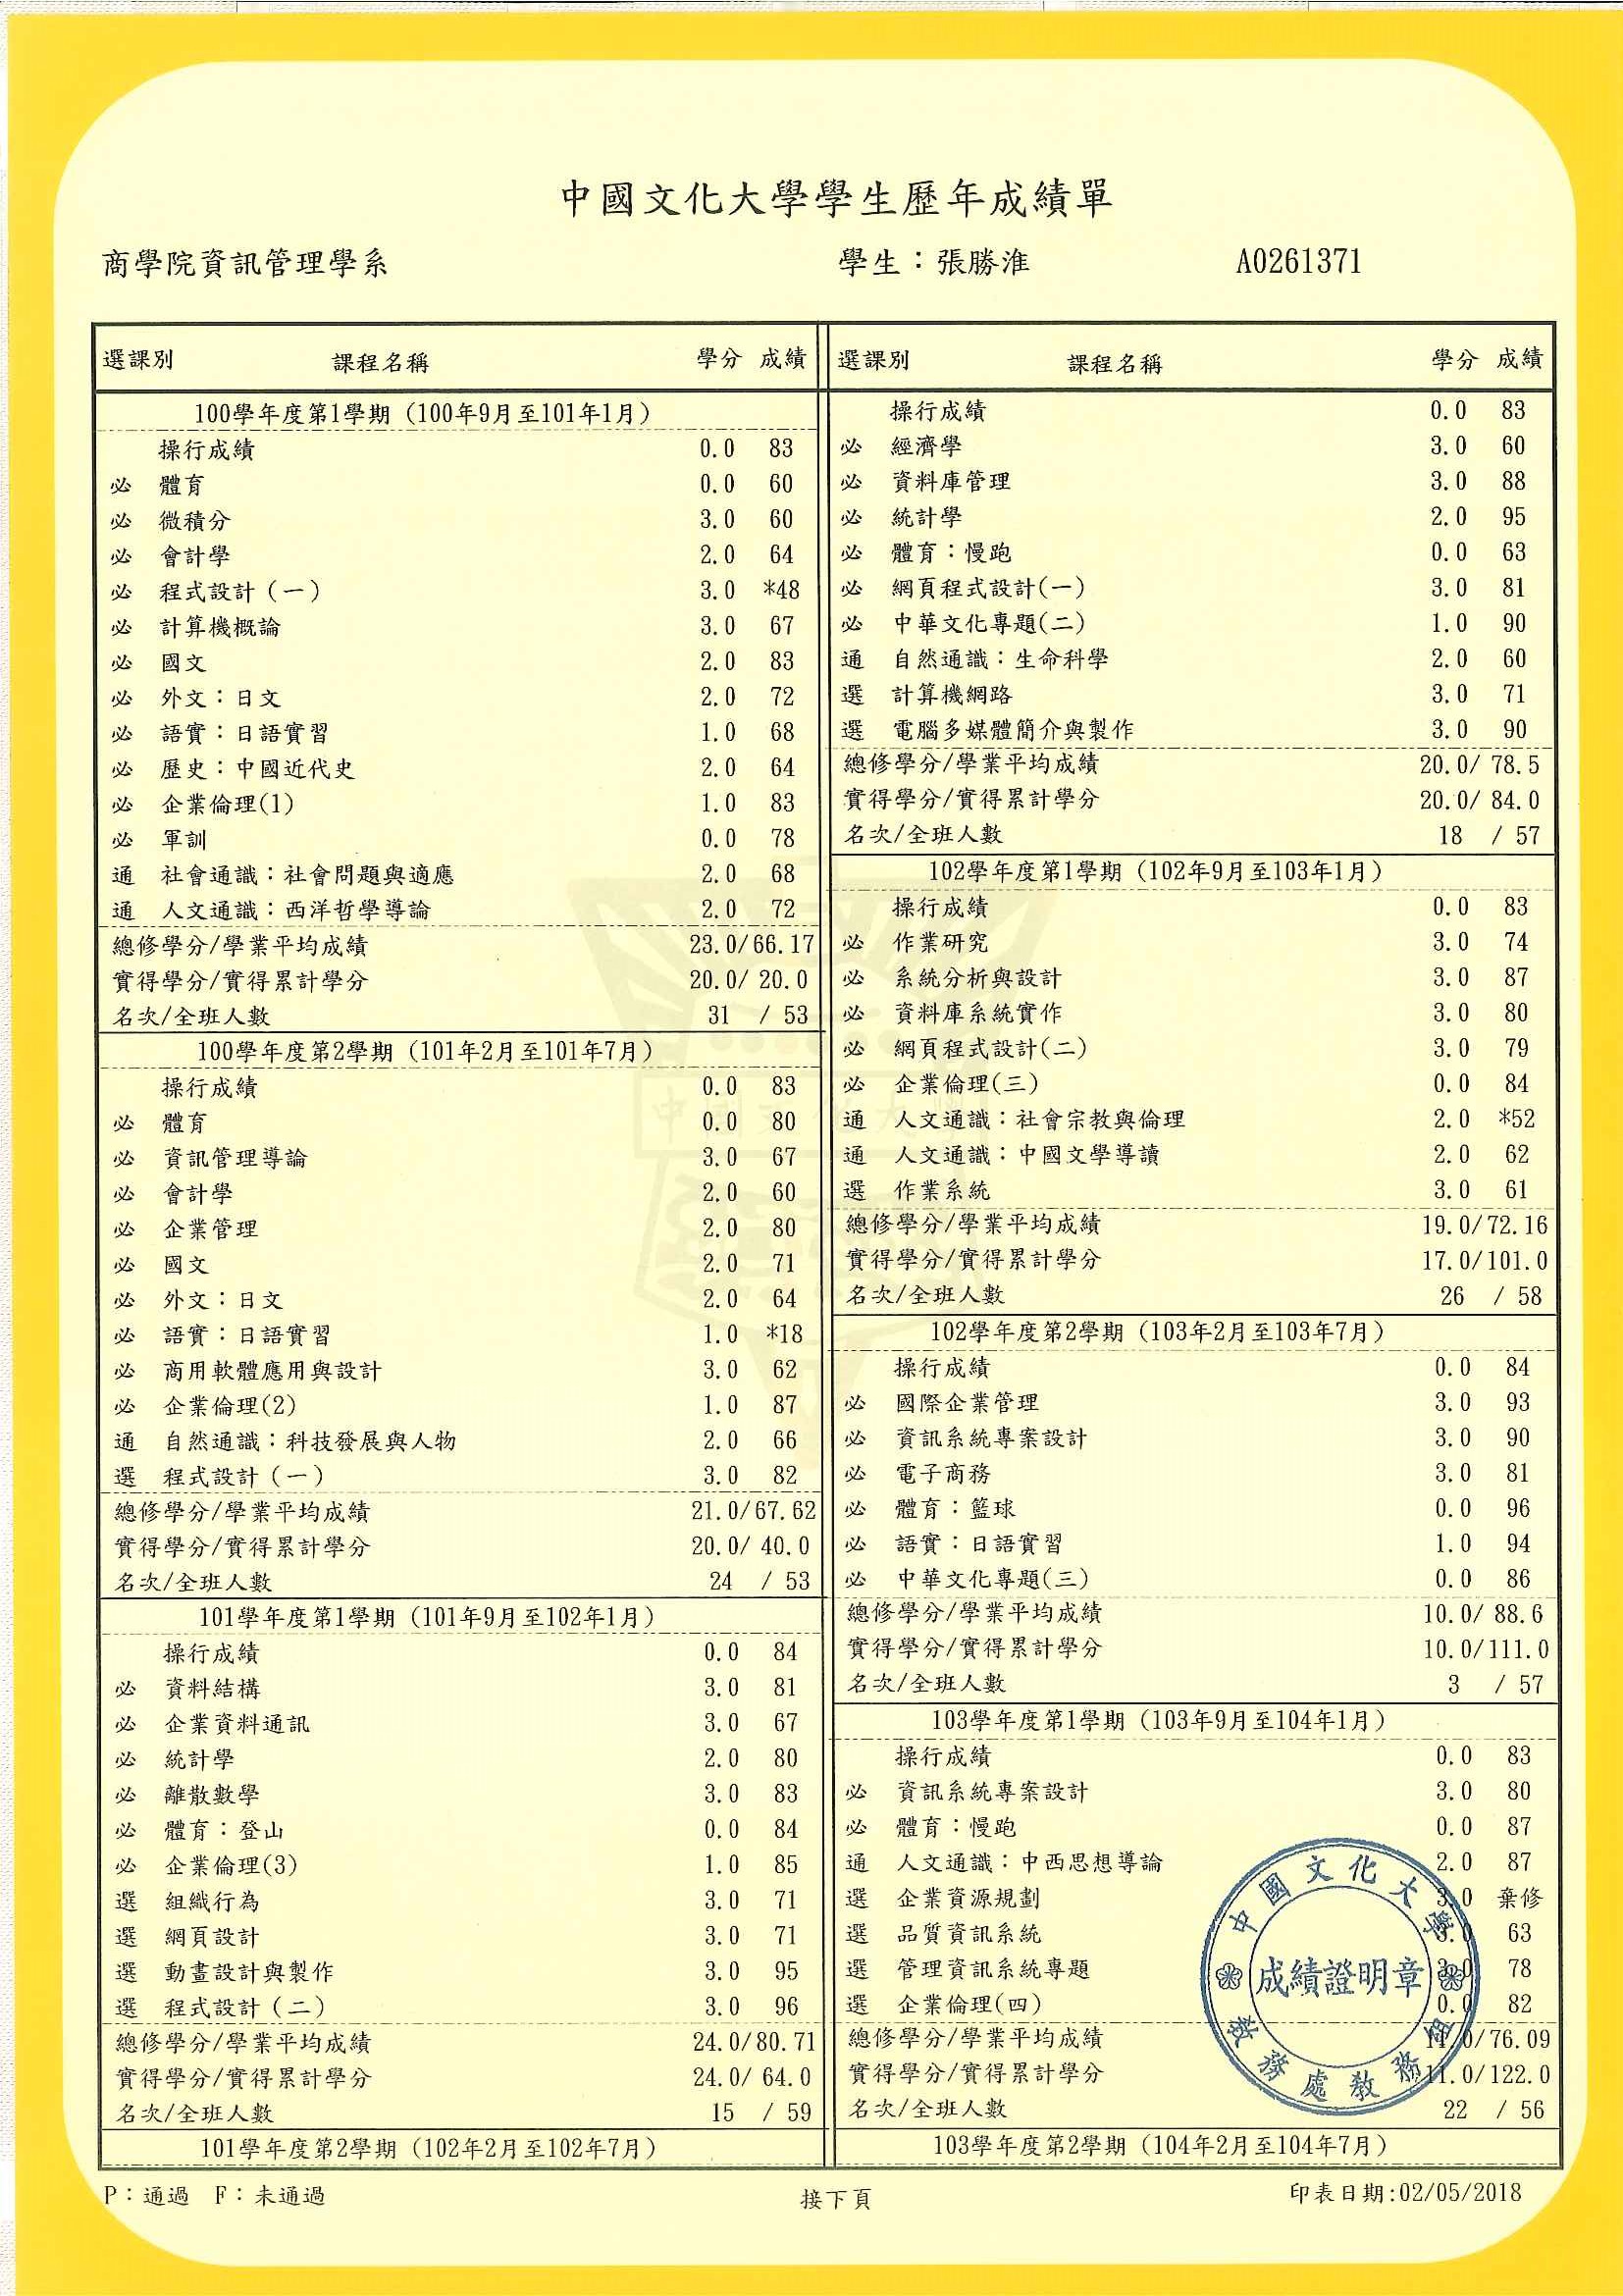 中國文化大學學生歷年成績單
商學院資訊管理學系 學生：張勝淮 A0261371
選課別 課程名稱 學分 成績
100學年度第1學期 (100年9月至101年1月)
操行成績 0.0 83
必 體育 0.0 60
必 微積分 3.0 60
必 會計學 2.0 64
必 程式設計（一） 3.0 *48
必 計算機概論 3.0 67
必 國文 2.0 83
必 外文：日文 2.0 72
必 語實：日語實習 1.0 68
必 歷史：中國近代史 2.0 64
必 企業倫理(1) 1.0 83
必 軍訓 0.0 78
通 社會通識：社會問題與適應 2.0 68
通 人文通識：西洋哲學導論 2.0 72
總修學分/學業平均成績 23.0/66.17
實得學分/實得累計學分 20.0/ 20.0
名次/全班人數 31 / 53
100學年度第2學期 (101年2月至101年7月)
操行成績 0.0 83
必 體育 0.0 80
必 資訊管理導論 3.0 67
必 會計學 2.0 60
必 企業管理 2.0 80
必 國文 2.0 71
必 外文：日文 2.0 64
必 語實：日語實習 1.0 *18
必 商用軟體應用與設計 3.0 62
必 企業倫理(2) 1.0 87
通 自然通識：科技發展與人物 2.0 66
選 程式設計（一） 3.0 82
總修學分/學業平均成績 21.0/67.62
實得學分/實得累計學分 20.0/ 40.0
名次/全班人數 24 / 53
101學年度第1學期 (101年9月至102年1月)
操行成績 0.0 84
必 資料結構 3.0 81
必 企業資料通訊 3.0 67
必 統計學 2.0 80
必 離散數學 3.0 83
必 體育：登山 0.0 84
必 企業倫理(3) 1.0 85
選 組織行為 3.0 71
選 網頁設計 3.0 71
選 動畫設計與製作 3.0 95
選 程式設計（二） 3.0 96
總修學分/學業平均成績 24.0/80.71
實得學分/實得累計學分 24.0/ 64.0
名次/全班人數 15 / 59
101學年度第2學期 (102年2月至102年7月)
選課別 課程名稱 學分 成績
操行成績 0.0 83
必 經濟學 3.0 60
必 資料庫管理 3.0 88
必 統計學 2.0 95
必 體育：慢跑 0.0 63
必 網頁程式設計(一) 3.0 81
必 中華文化專題(二) 1.0 90
通 自然通識：生命科學 2.0 60
選 計算機網路 3.0 71
選 電腦多媒體簡介與製作 3.0 90
總修學分/學業平均成績 20.0/ 78.5
實得學分/實得累計學分 20.0/ 84.0
名次/全班人數 18 / 57
102學年度第1學期 (102年9月至103年1月)
操行成績 0.0 83
必 作業研究 3.0 74
必 系統分析與設計 3.0 87
必 資料庫系統實作 3.0 80
必 網頁程式設計(二) 3.0 79
必 企業倫理(三) 0.0 84
通 人文通識：社會宗教與倫理 2.0 *52
通 人文通識：中國文學導讀 2.0 62
選 作業系統 3.0 61
總修學分/學業平均成績 19.0/72.16
實得學分/實得累計學分 17.0/101.0
名次/全班人數 26 / 58
102學年度第2學期 (103年2月至103年7月)
操行成績 0.0 84
必 國際企業管理 3.0 93
必 資訊系統專案設計 3.0 90
必 電子商務 3.0 81
必 體育：籃球 0.0 96
必 語實：日語實習 1.0 94
必 中華文化專題(三) 0.0 86
總修學分/學業平均成績 10.0/ 88.6
實得學分/實得累計學分 10.0/111.0
名次/全班人數 3 / 57
103學年度第1學期 (103年9月至104年1月)
操行成績 0.0 83
必 資訊系統專案設計 3.0 80
必 體育：慢跑 0.0 87
通 人文通識：中西思想導論 2.0 87
選 企業資源規劃 3.0 棄修
選 品質資訊系統 3.0 63
選 管理資訊系統專題 3.0 78
選 企業倫理(四) 0.0 82
總修學分/學業平均成績 11.0/76.09
實得學分/實得累計學分 11.0/122.0
名次/全班人數 22 / 56
103學年度第2學期 (104年2月至104年7月)
中國文化大學
成績證明章
教務處教務組
P：通過 F：未通過 接下頁 印表日期:02/05/2018
中國文化大學